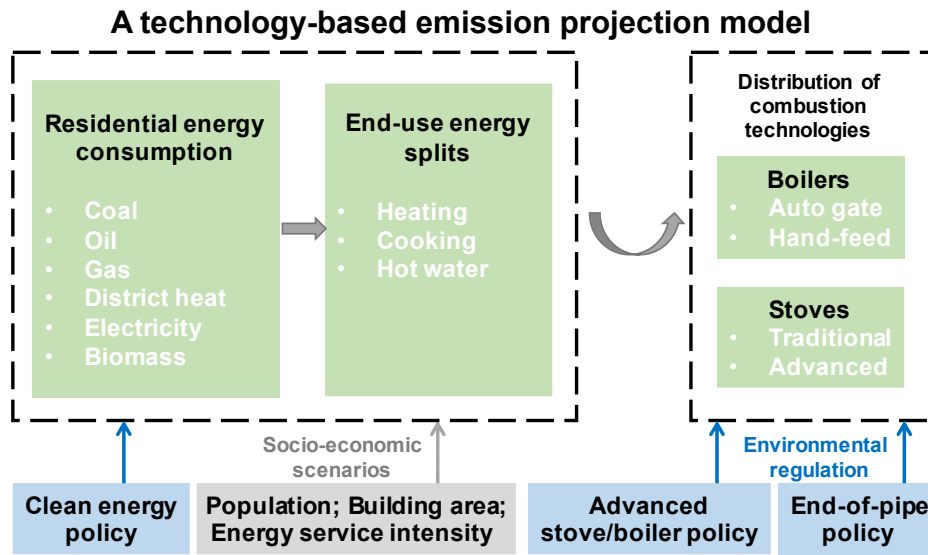 A technology-based emission projection model
Residential energy
consumption
• Coal
• Oil
• Gas
• District heat
• Electricity
• Biomass
End-use energy
splits
• Heating
• Cooking
• Hot water
Distribution of
combustion
technologies
Boilers
• Auto gate
• Hand-feed
Stoves
• Traditional
• Advanced
Socio-economic
scenarios
Environmental
regulation
Clean energy
policy
Population; Building area;
Energy service intensity
Advanced
stove/boiler policy
End-of-pipe
policy